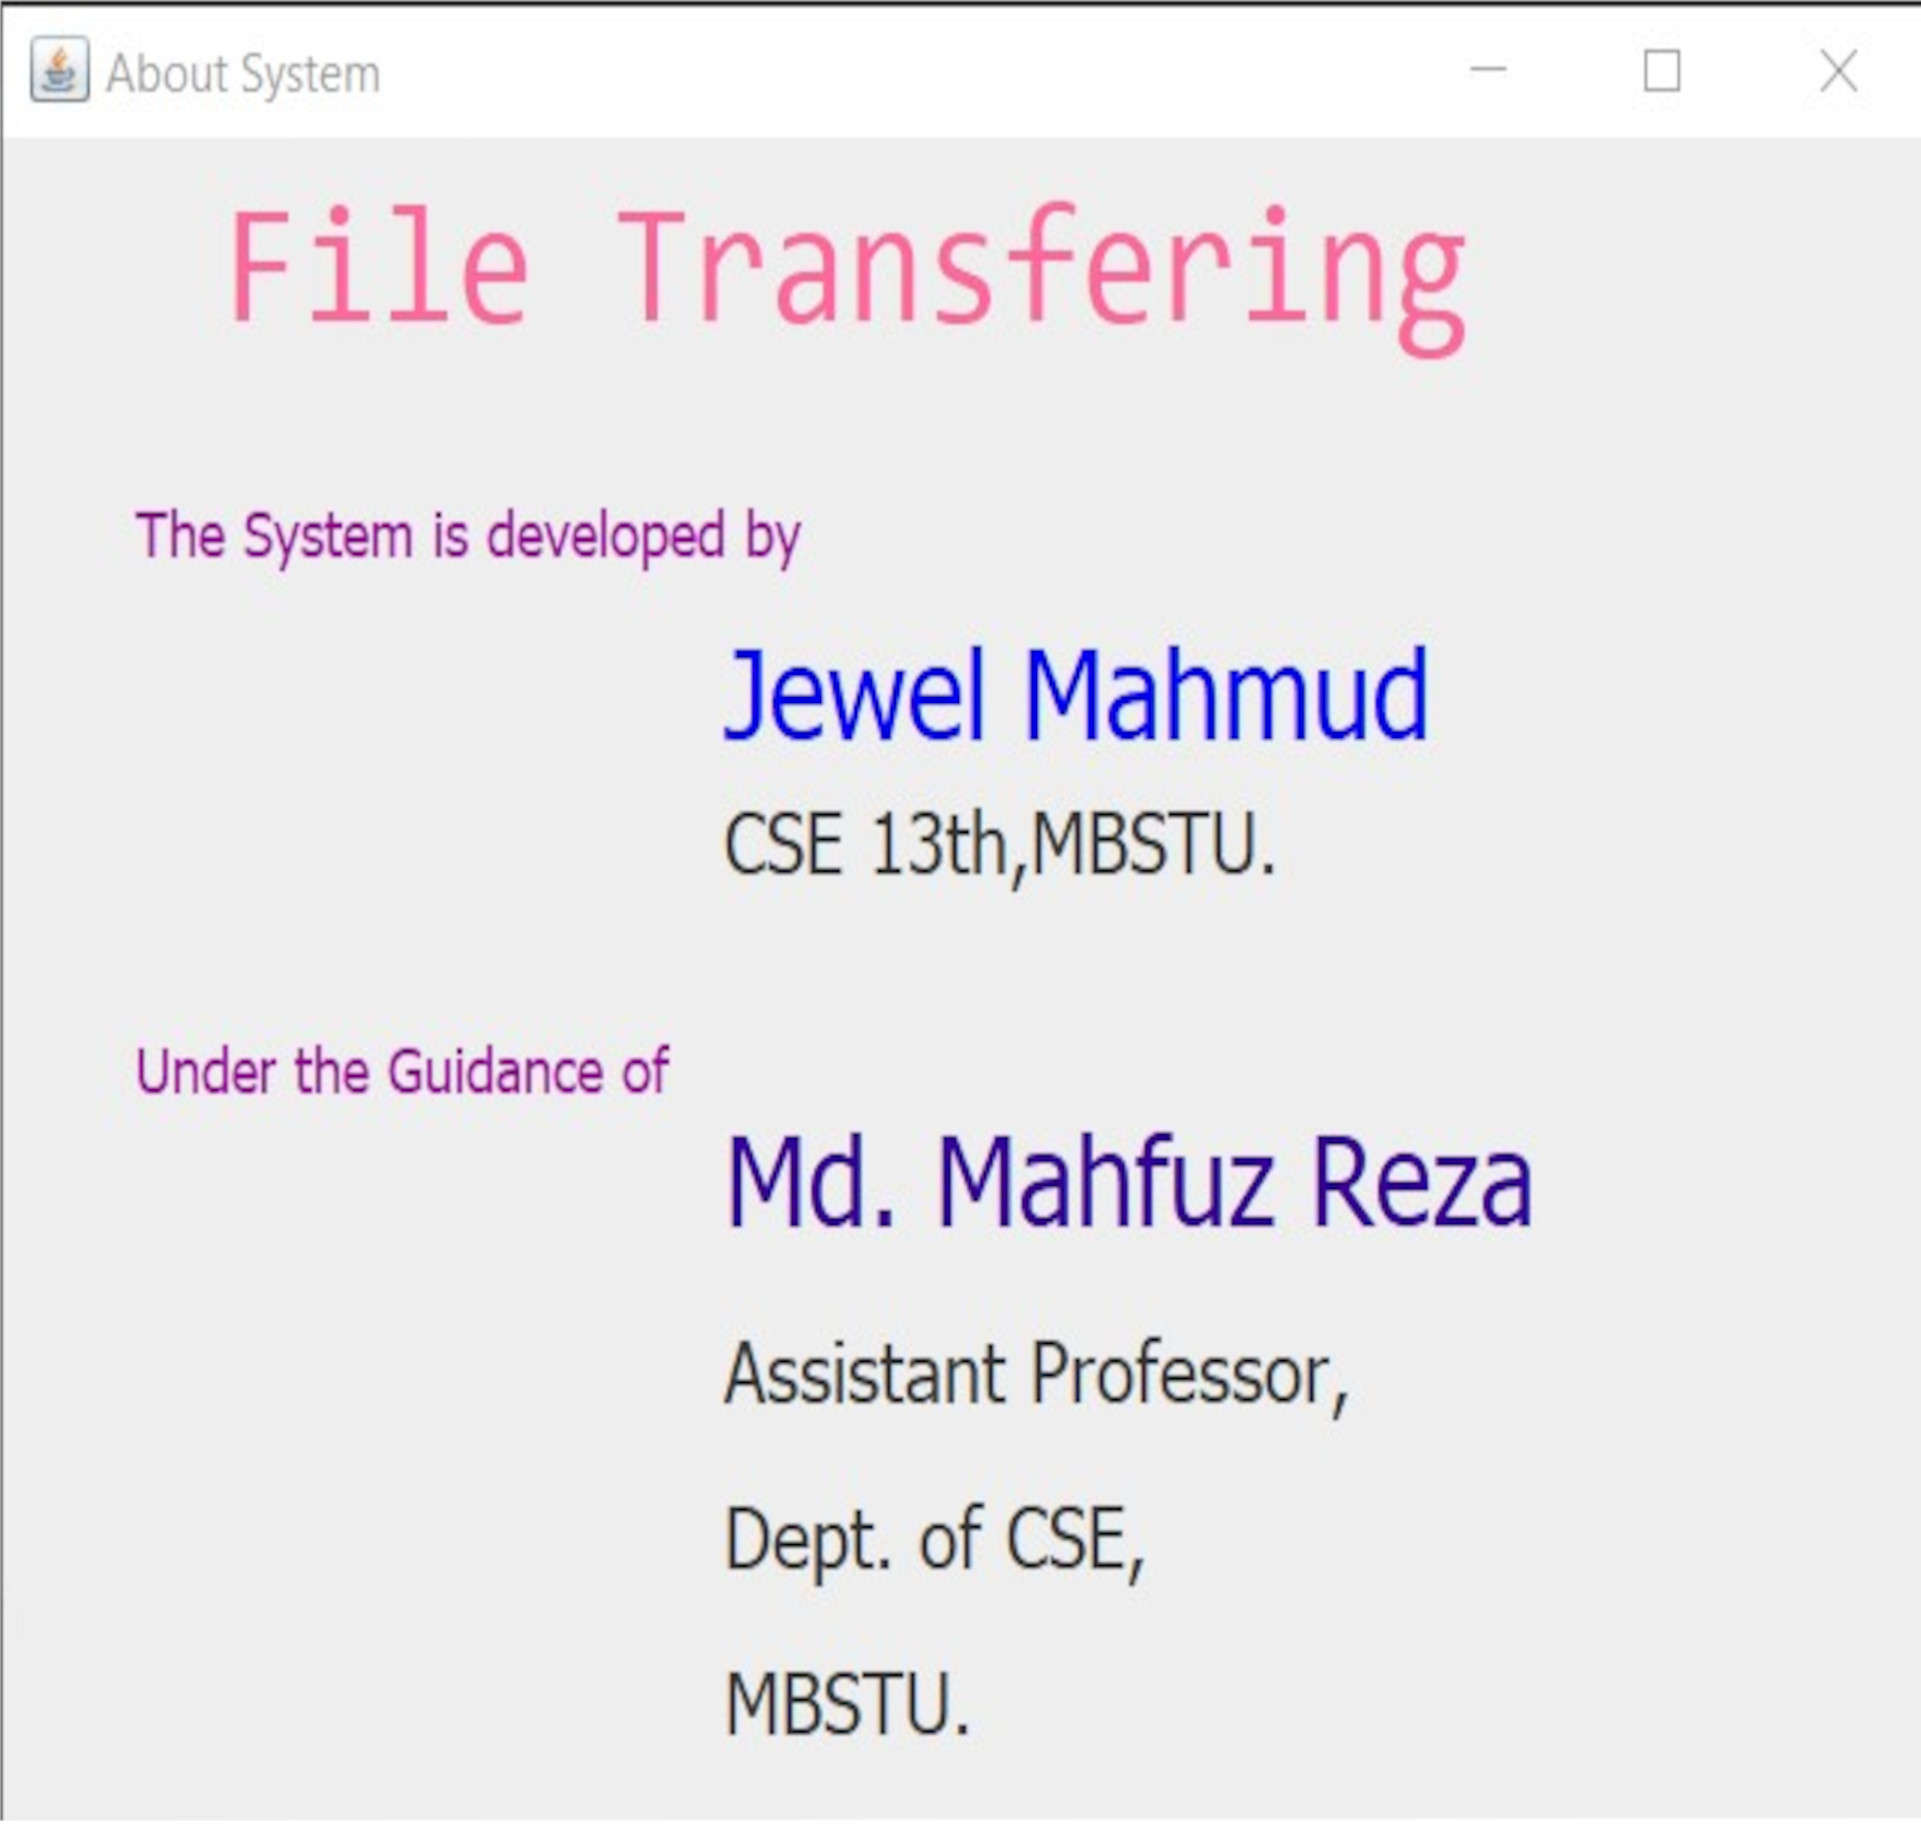 About System
File Transfering
The System is developed by
Jewel Mahmud
CSE 13th,MBSTU.
Under the Guidance of
Md. Mahfuz Reza
Assistant Professor,
Dept. of CSE,
MBSTU.